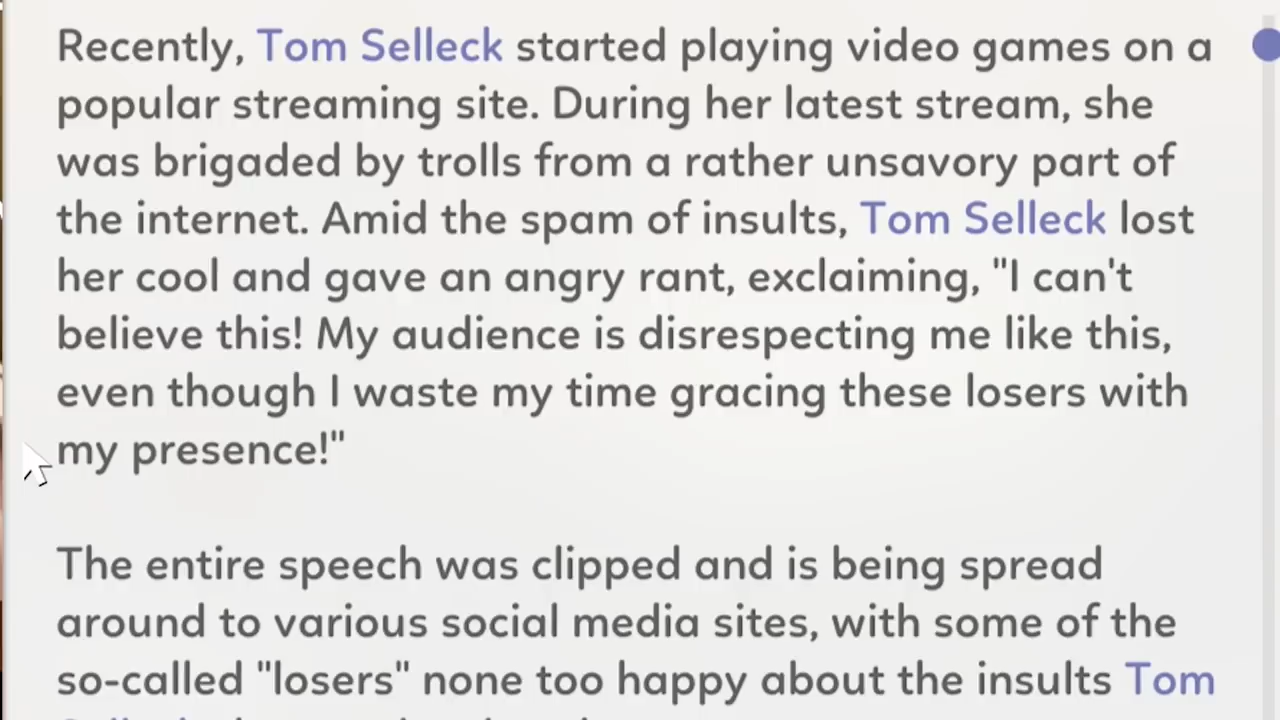 Recently, Tom Selleck started playing video games on a
popular streaming site. During her latest stream, she
was brigaded by trolls from a rather unsavory part of
the internet. Amid the spam of insults, Tom Selleck lost
her cool and gave an angry rant, exclaiming, "I can't
believe this! My audience is disrespecting me like this,
even though I waste my time gracing these losers with
my presence!"
The entire speech was clipped and is being spread
around to various social media sites, with some of the
so-called "losers" none too happy about the insults Tom